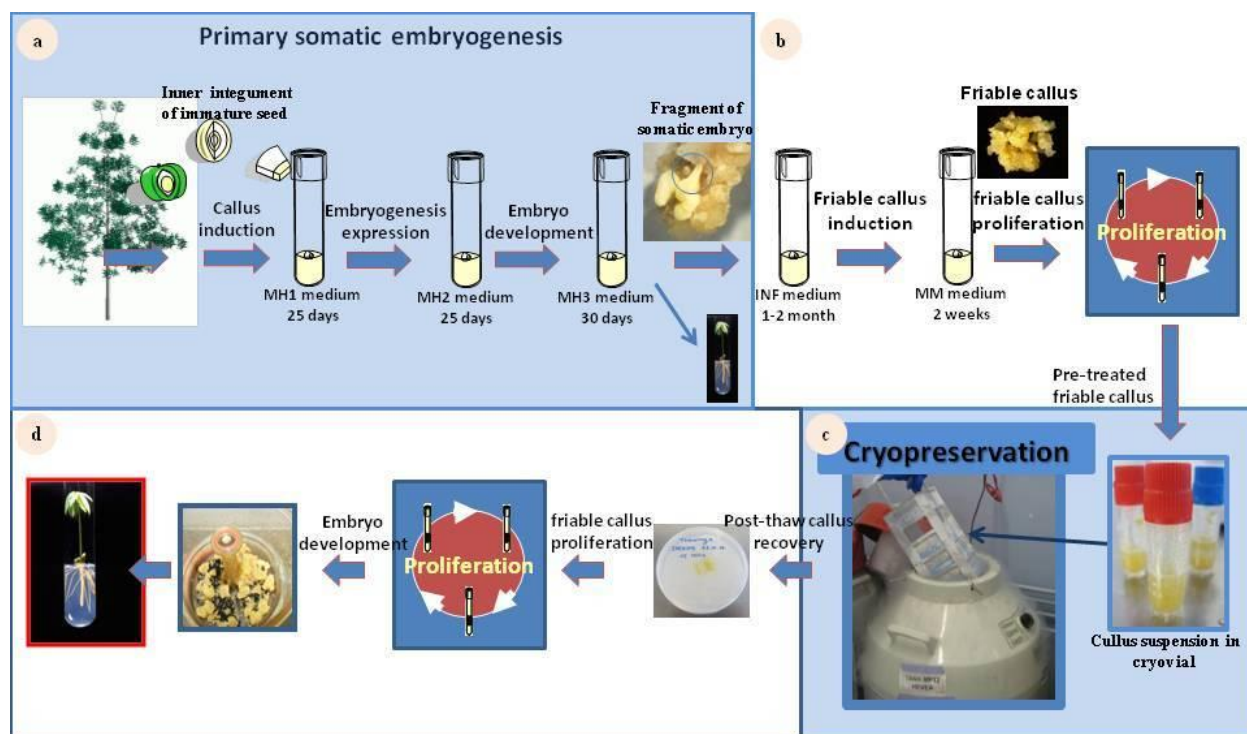 a
Primary somatic embryogenesis
Inner integument
of immature seed
Callus
induction
Embryogenesis
expression
Embryo
development
Fragment of
somatic embryo
MH1 medium
25 days
MH2 medium
25 days
MH3 medium
30 days
b
Friable callus
Friable callus
induction
friable callus
proliferation
Proliferation
INF medium
1-2 month
MM medium
2 weeks
Pre-treated
friable callus
c
Cryopreservation
Cullus suspension in
cryovial
d
Post-thaw callus
recovery
friable callus
proliferation
Proliferation
Embryo
development